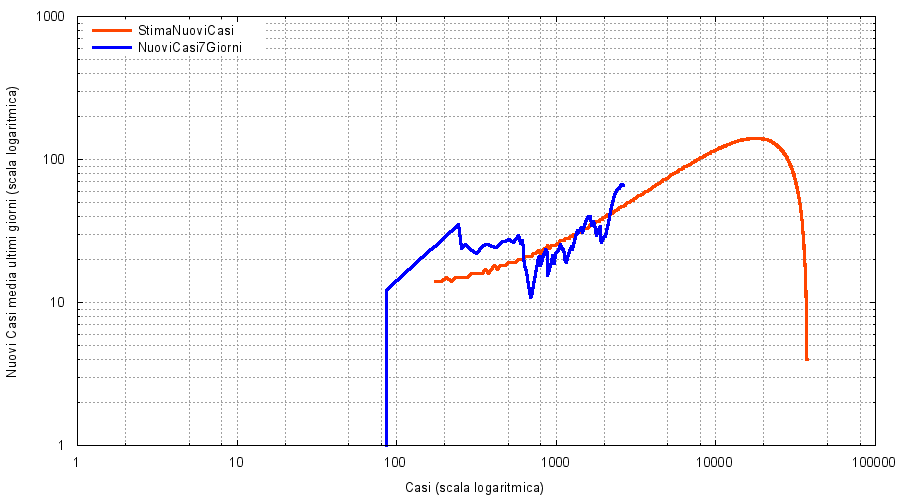 1000
StimaNuoviCasi
NuoviCasi7Giorni
100
10
1
Nuovi Casi media ultimi giorni (scala logaritmica)
1 10 100 1000 10000 100000
Casi (scala logaritmica)